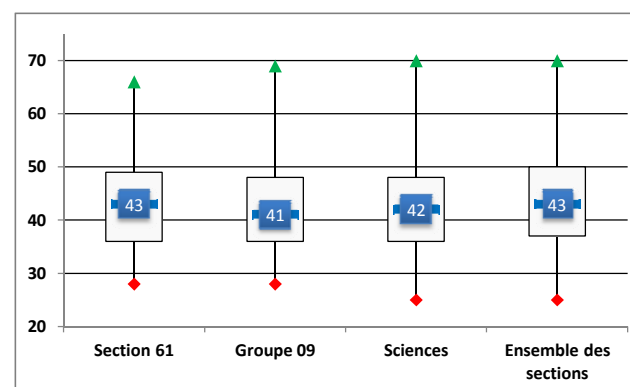 70
60
50
40
30
20
43
41
42
43
Section 61
Groupe 09
Sciences
Ensemble des
sections